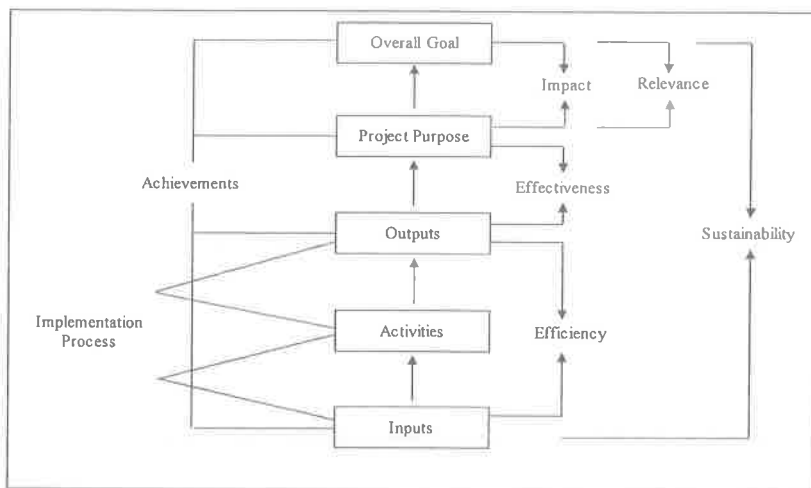 Overall Goal
Impact
Relevance
Project Purpose
Achievements
Effectiveness
Outputs
Sustainability
Implementation
Process
Activities
Efficiency
Inputs